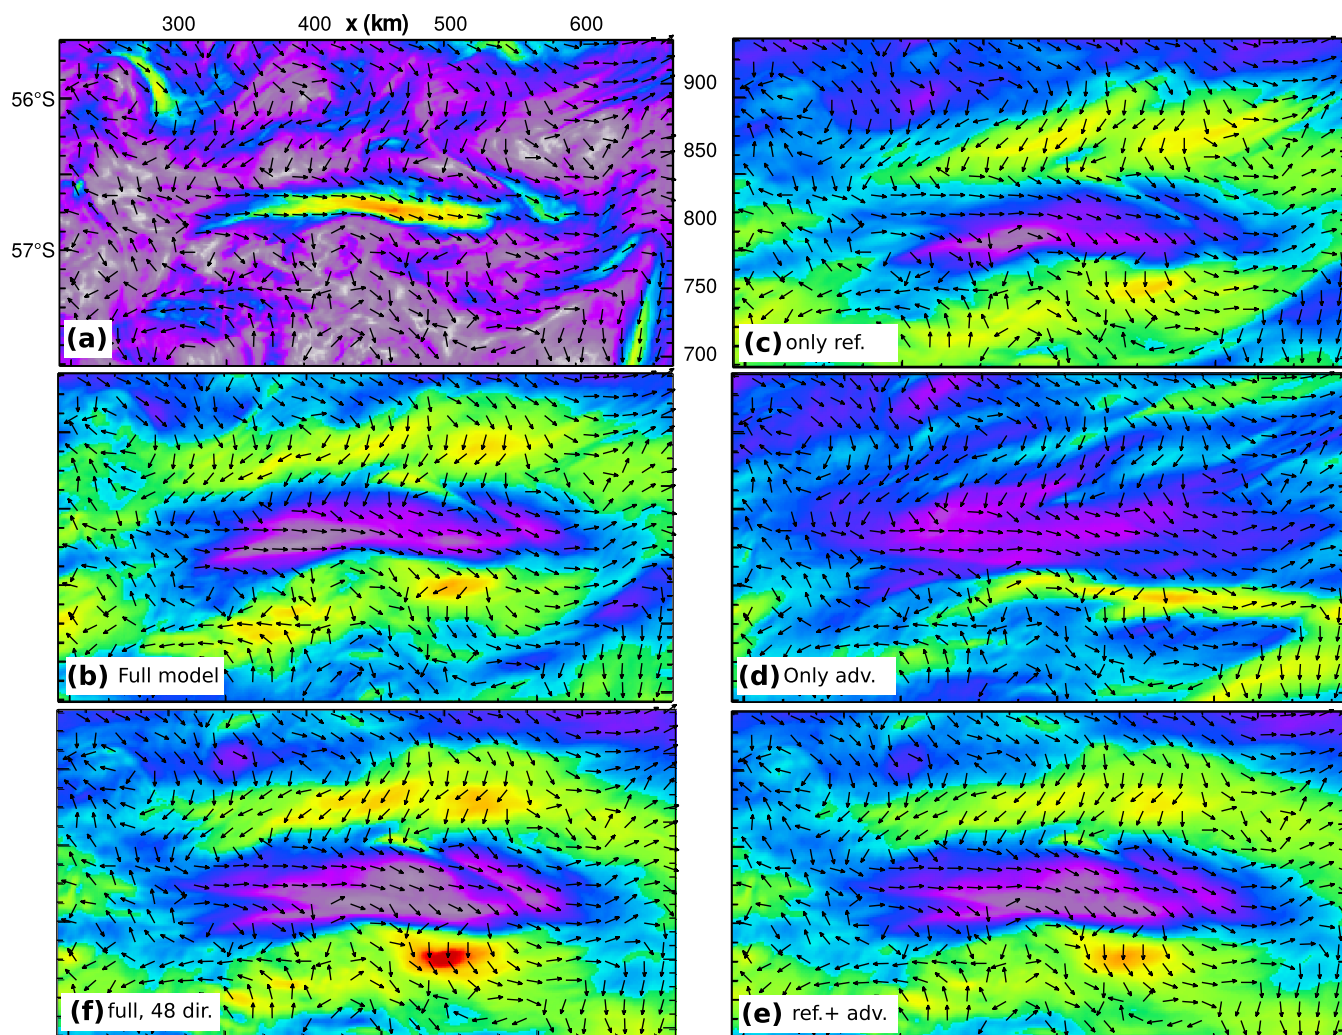 300 400 x (km) 500 600
56°S
57°S
900
850
800
750
700
(a)
(c) only ref.
(b) Full model
(d) Only adv.
(f) full, 48 dir.
(e) ref.+ adv.